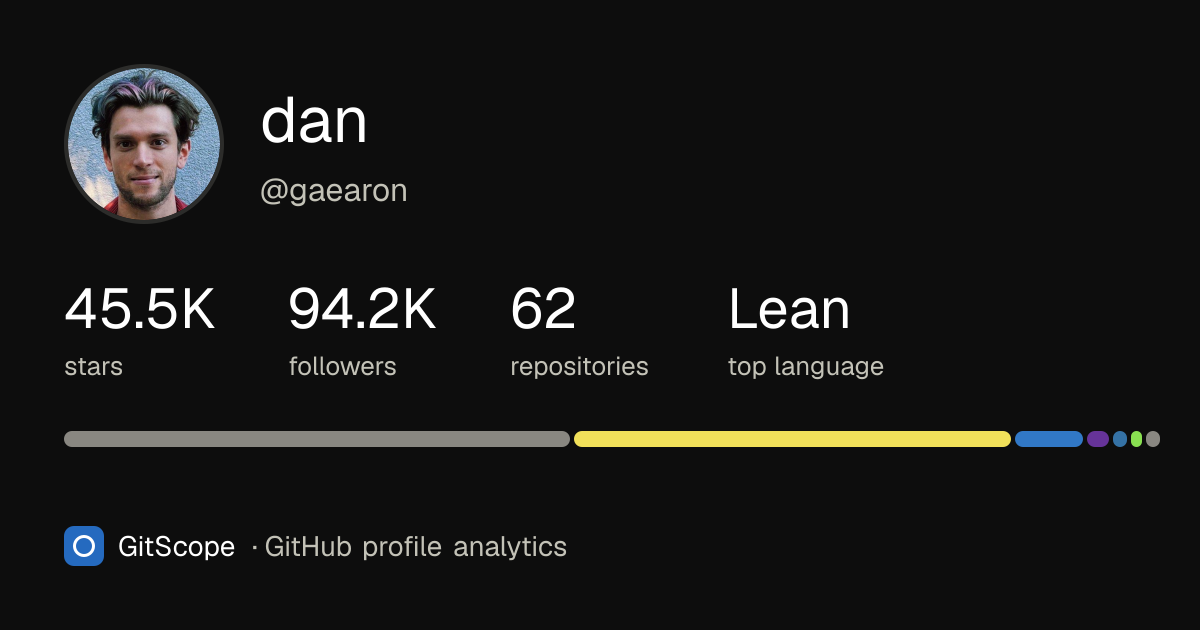 dan
@gaearon
45.5K 94.2K 62 Lean
stars followers repositories top language
GitScope · GitHub profile analytics